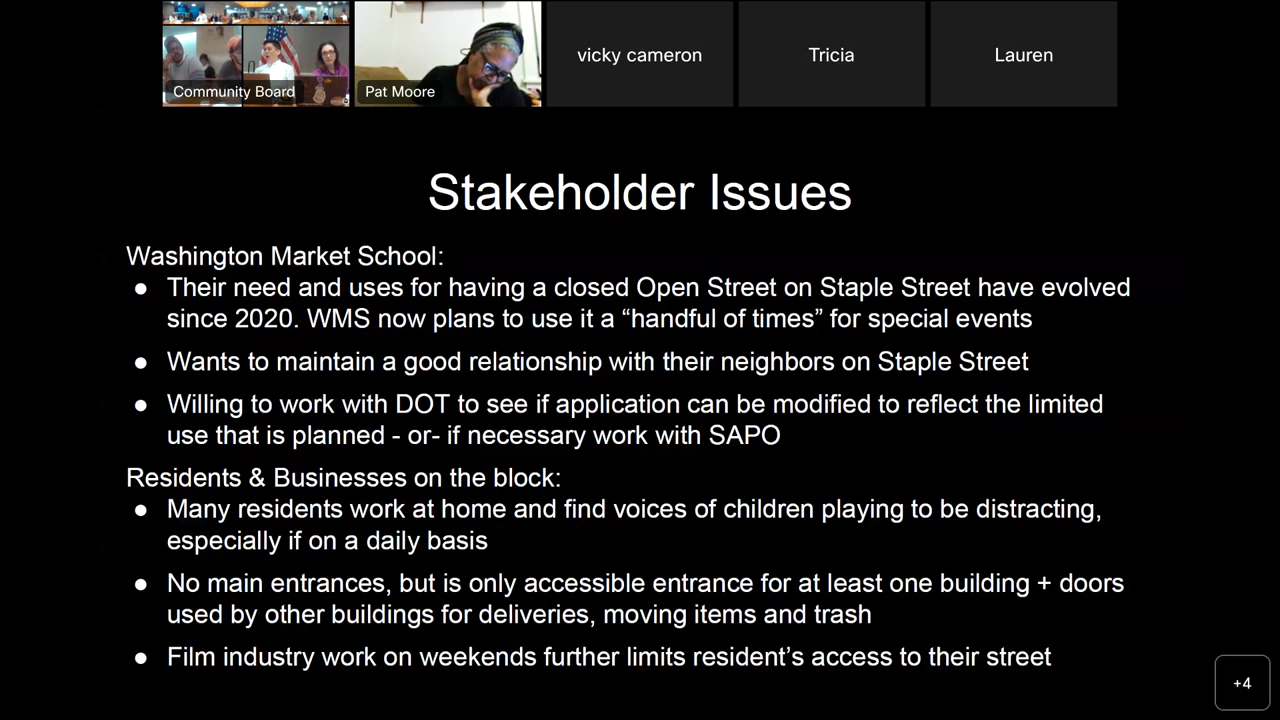 Community Board
Pat Moore
vicky cameron
Tricia
Lauren
Stakeholder Issues
Washington Market School:
● Their need and uses for having a closed Open Street on Staple Street have evolved
since 2020. WMS now plans to use it a “handful of times” for special events
● Wants to maintain a good relationship with their neighbors on Staple Street
● Willing to work with DOT to see if application can be modified to reflect the limited
use that is planned - or- if necessary work with SAPO
Residents & Businesses on the block:
● Many residents work at home and find voices of children playing to be distracting,
especially if on a daily basis
● No main entrances, but is only accessible entrance for at least one building + doors
used by other buildings for deliveries, moving items and trash
● Film industry work on weekends further limits resident’s access to their street
+4